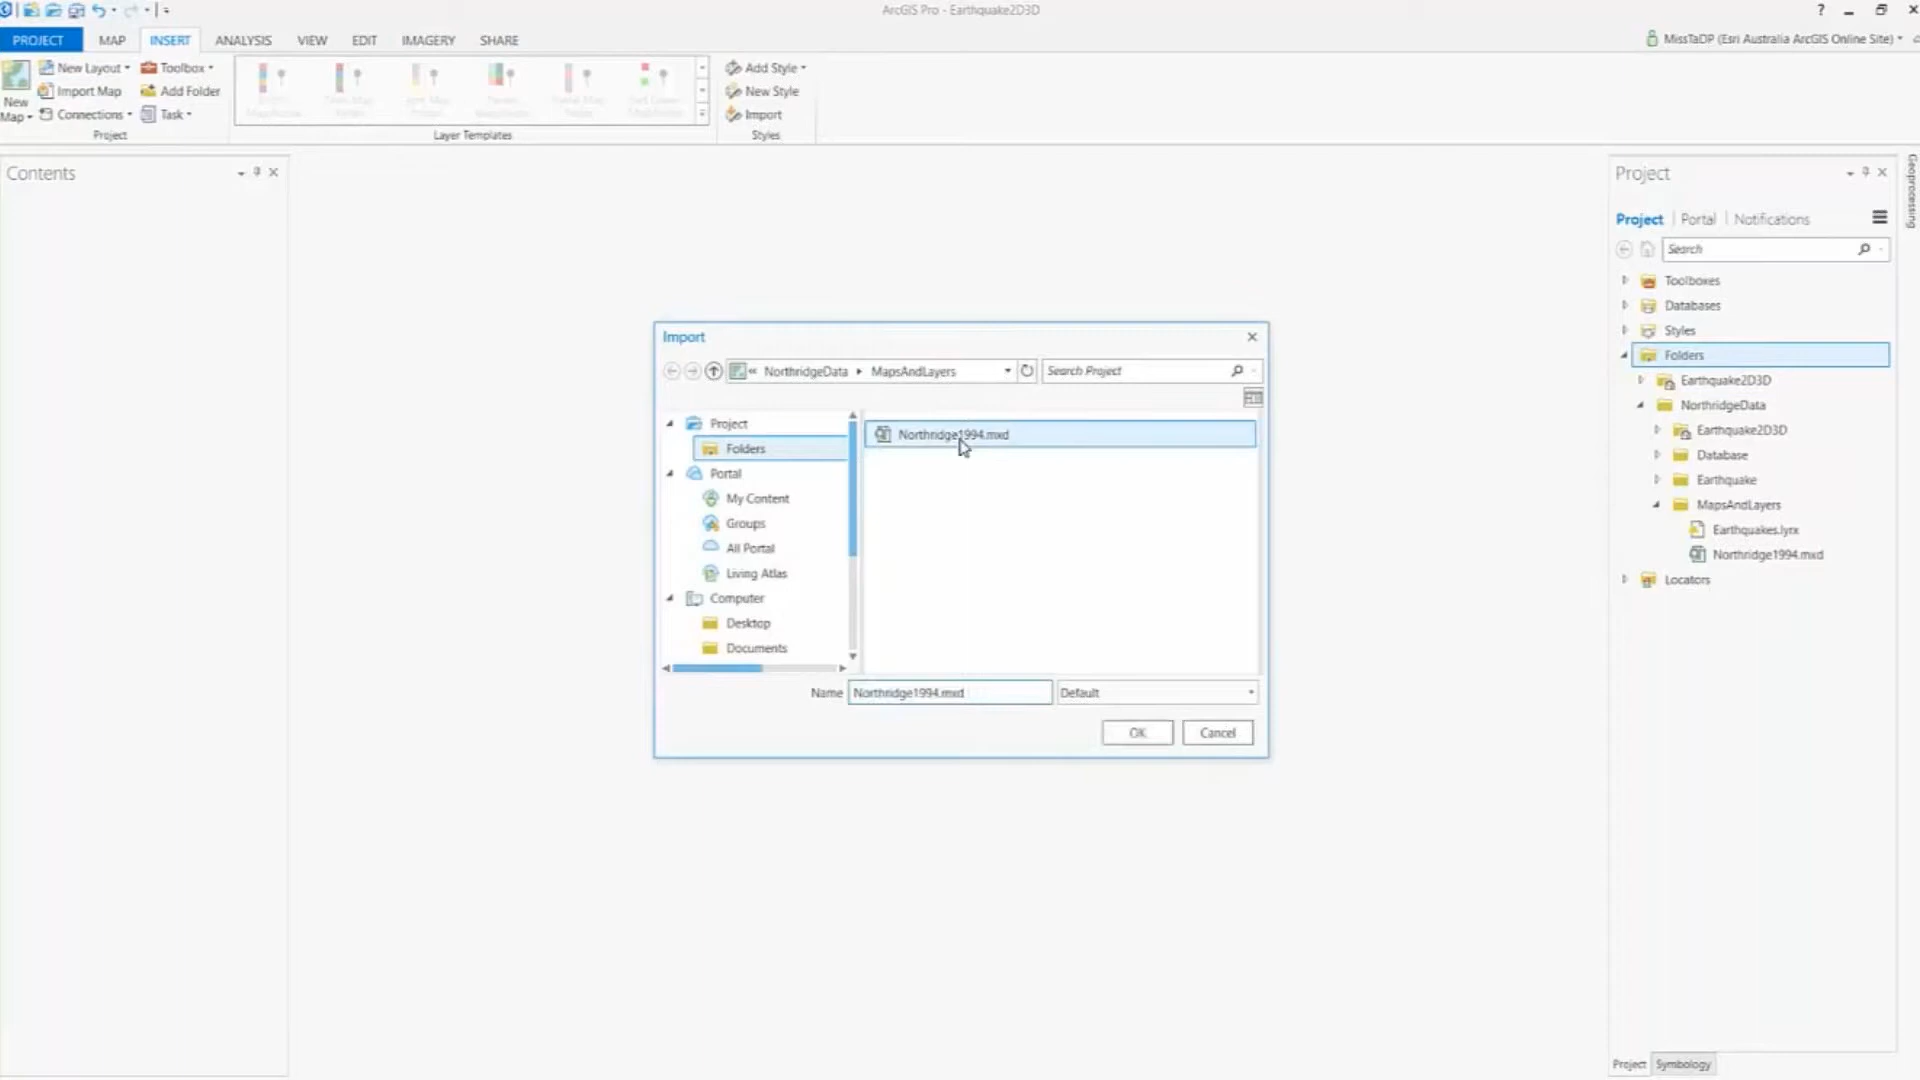 ArcGIS Pro - Earthquake2D3D
?
PROJECT MAP INSERT ANALYSIS VIEW EDIT IMAGERY SHARE
MissTaDP (Esri Australia ArcGIS Online Site)
New Map
New Layout
Import Map
Connections
Toolbox
Add Folder
Task
Project
Layer Templates
Add Style
New Style
Import
Styles
Contents
Import
« NorthridgeData MapsAndLayers
Search Project
Project
Folders
Portal
My Content
Groups
All Portal
Living Atlas
Computer
Desktop
Documents
Northridge1994.mxd
Name Northridge1994.mxd Default
OK Cancel
Project
Project Portal Notifications
Search
Toolboxes
Databases
Styles
Folders
Earthquake2D3D
NorthridgeData
Earthquake2D3D
Database
Earthquake
MapsAndLayers
Earthquakes.lyrx
Northridge1994.mxd
Locators
Project Symbology
Geoprocessing